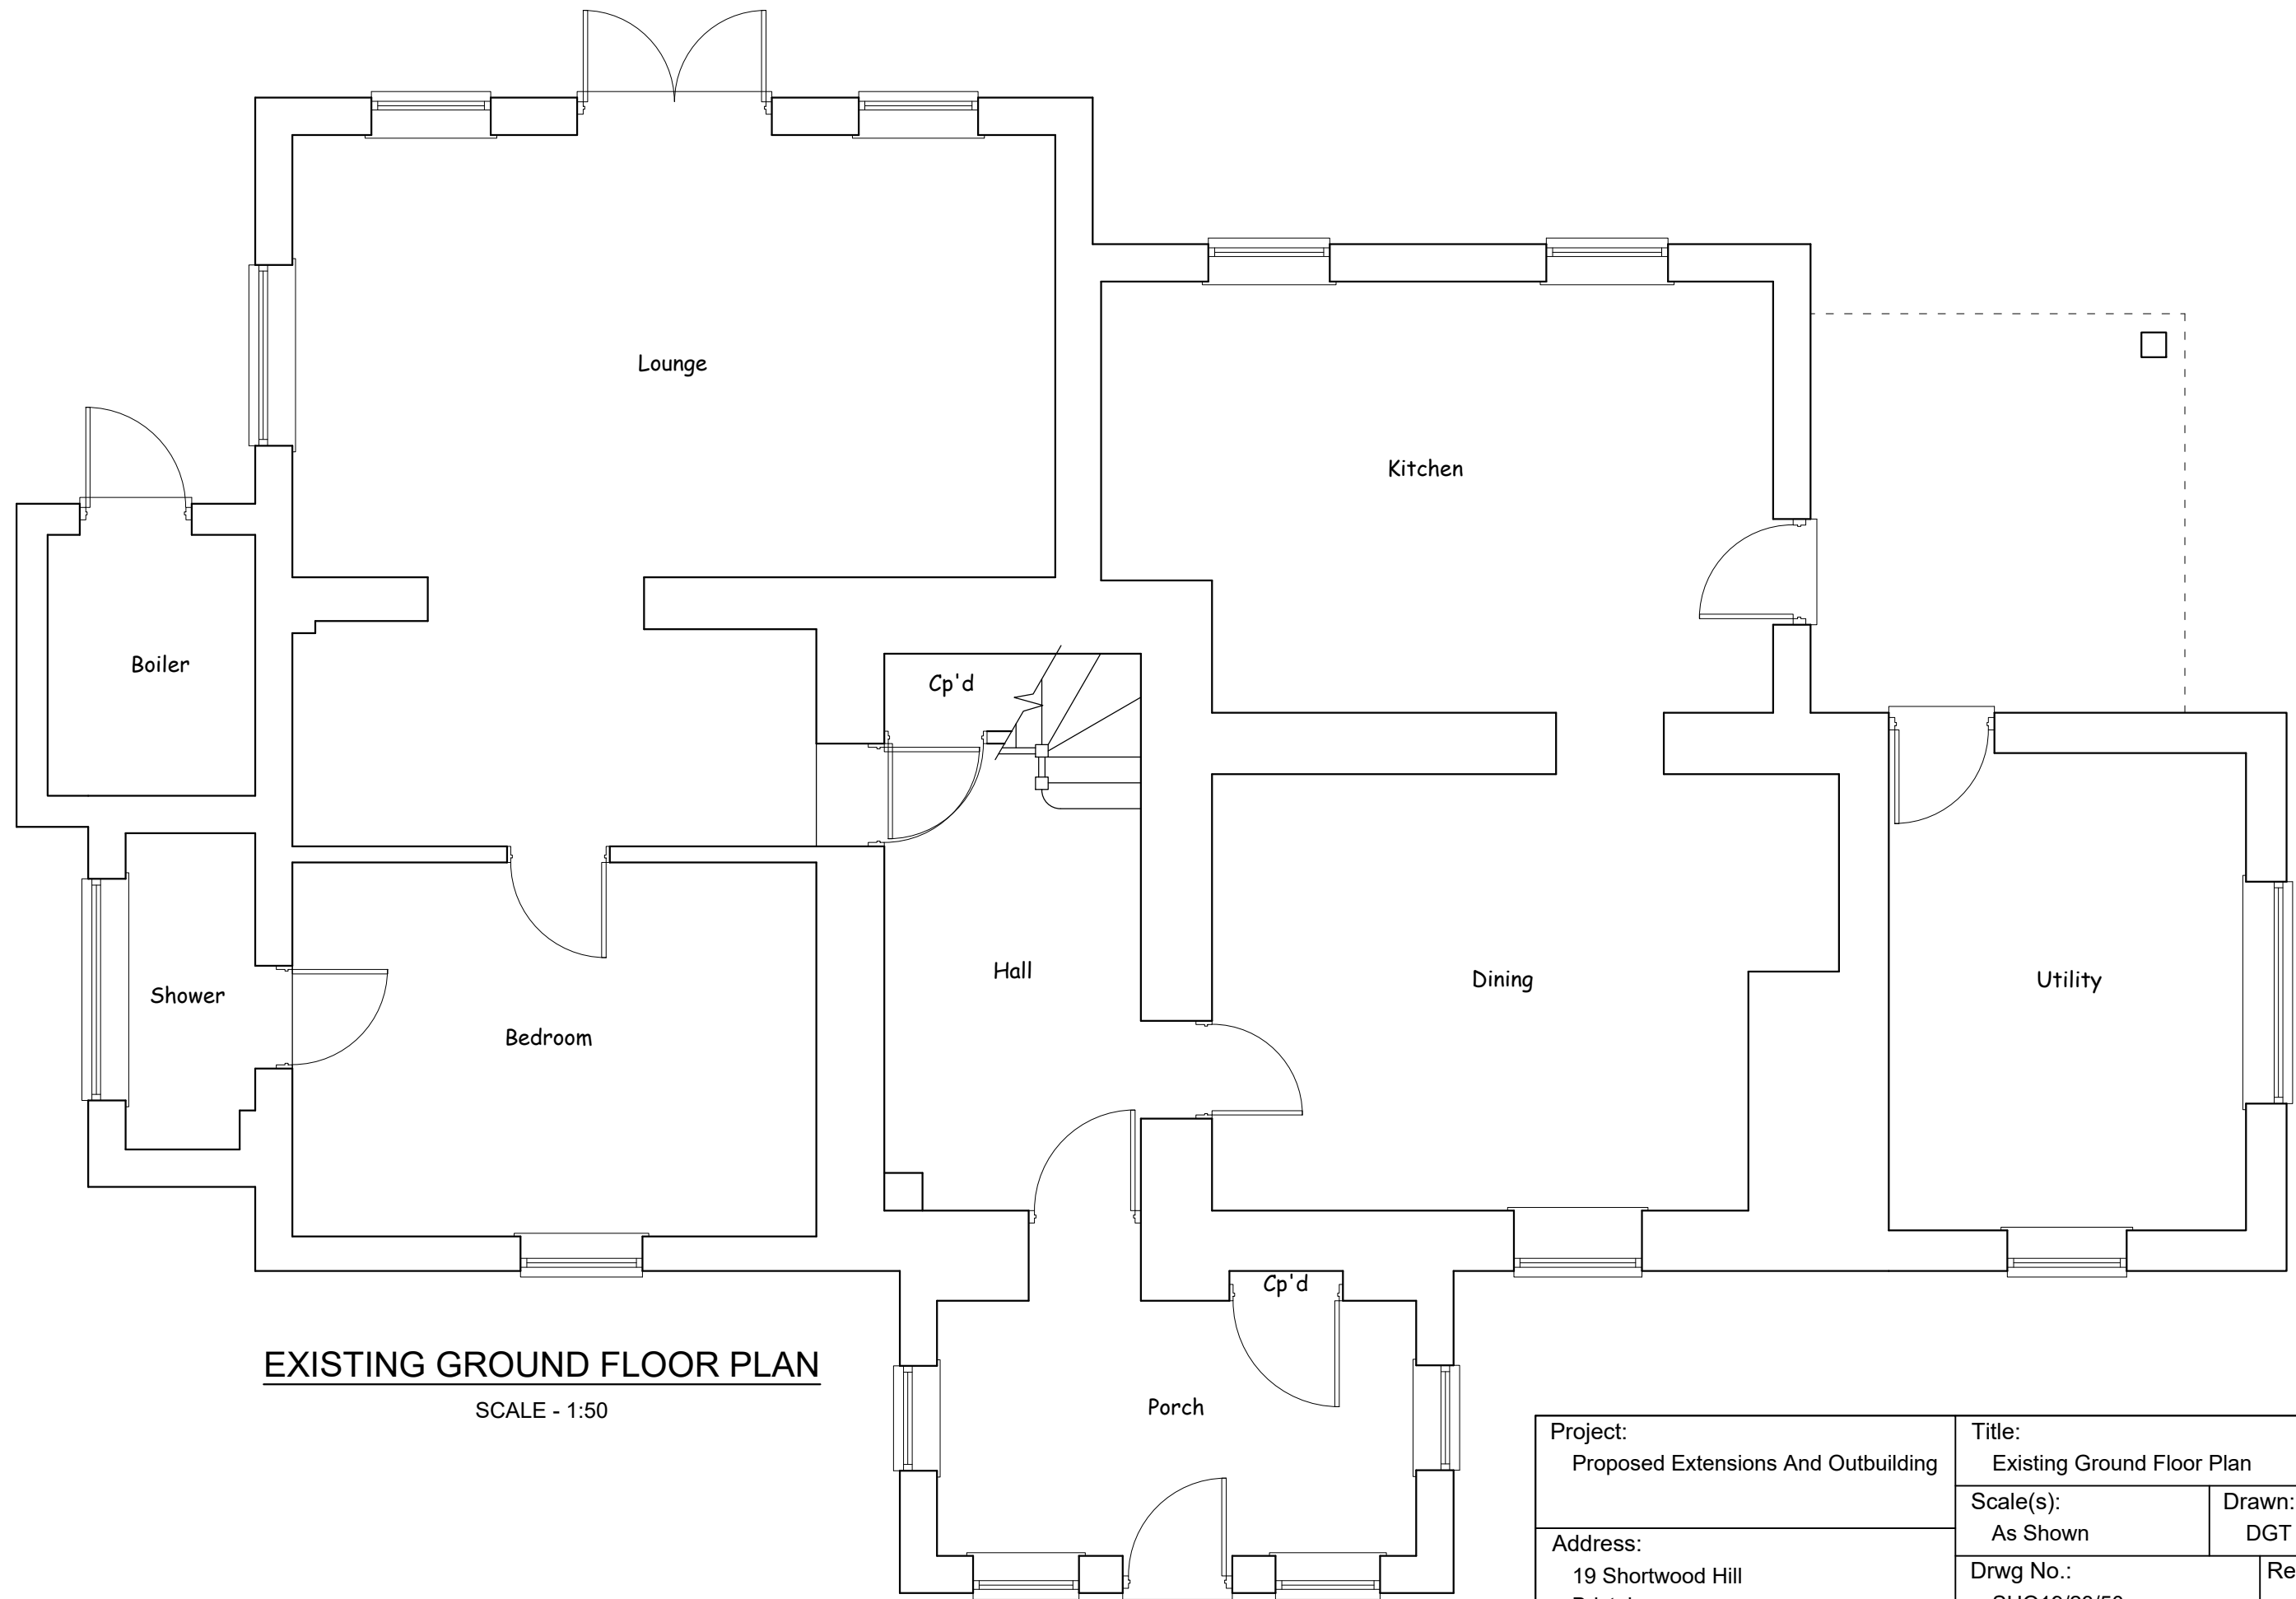 Lounge
Kitchen
Boiler
Cp'd
Hall
Dining
Utility
Shower
Bedroom
Cp'd
Porch
EXISTING GROUND FLOOR PLAN
SCALE - 1:50
Project:
Proposed Extensions And Outbuilding
Title:
Existing Ground Floor Plan
Scale(s):
As Shown
Drawn:
DGT
Address:
19 Shortwood Hill
Drwg No.:
Re